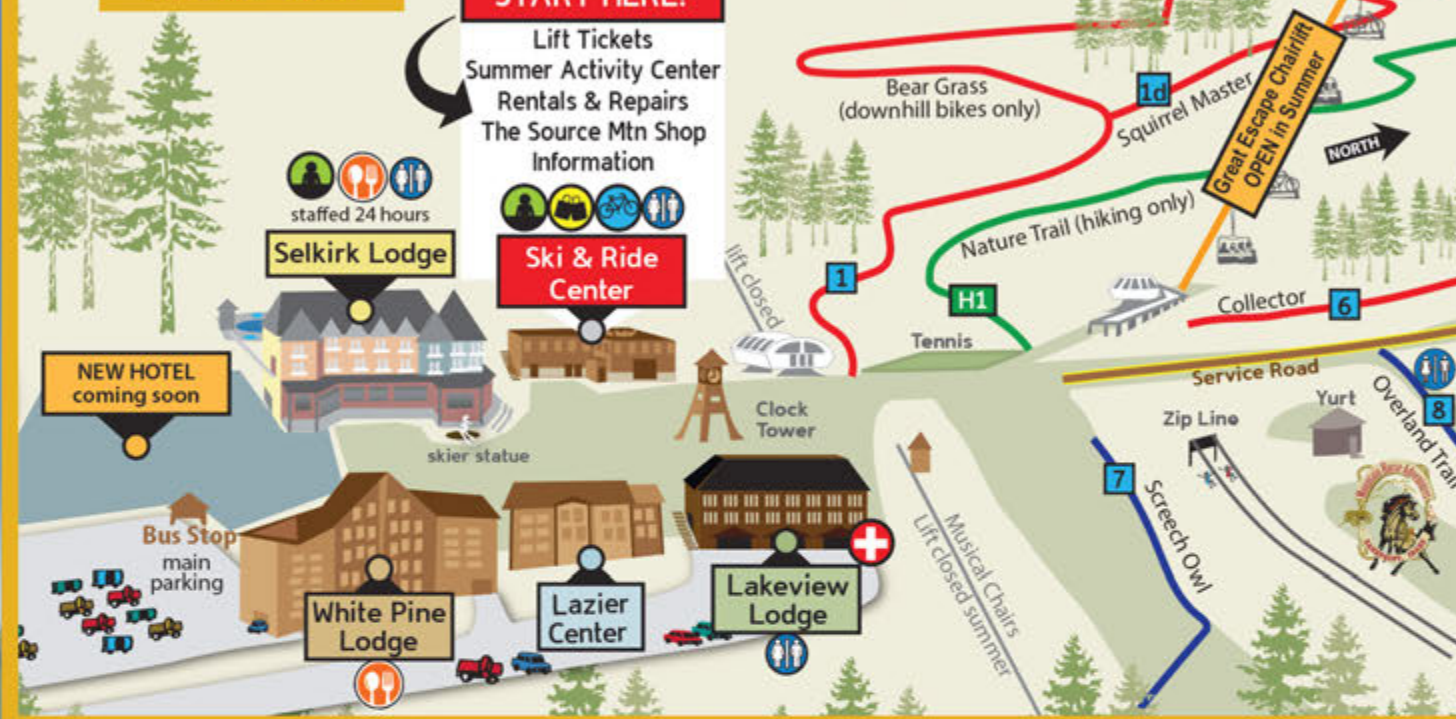 START HERE!
Lift Tickets
Summer Activity Center
Rentals & Repairs
The Source Mtn Shop
Information
staffed 24 hours
Selkirk Lodge
Ski & Ride
Center
NEW HOTEL
coming soon
Bus Stop
main
parking
skier statue
Clock
Tower
White Pine
Lodge
Lazier
Center
Lakeview
Lodge
lift closed
Bear Grass
(downhill bikes only)
1d
Squirrel Master
Great Escape Chairlift
OPEN in Summer
NORTH
Nature Trail (hiking only)
1
H1
Tennis
Collector
6
Service Road
Zip Line
Yurt
8
Overland Trail
7
Screech Owl
Musical Chairs
Lift closed summer